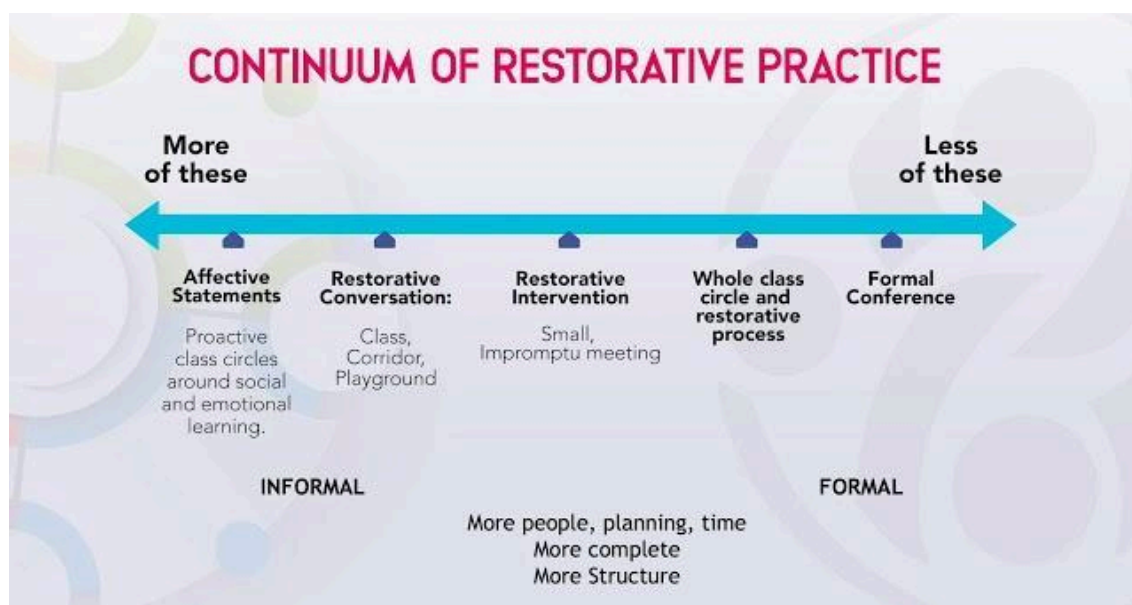 CONTINUUM OF RESTORATIVE PRACTICE
More
of these
Less
of these
Affective
Statements
Proactive
class circles
around social
and emotional
learning.
Restorative
Conversation:
Class,
Corridor,
Playground
Restorative
Intervention
Small,
Impromptu meeting
Whole class
circle and
restorative
process
Formal
Conference
INFORMAL
FORMAL
More people, planning, time
More complete
More Structure